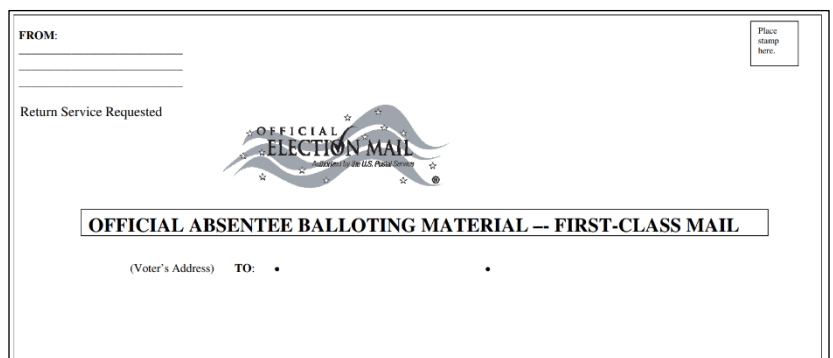 FROM:
Place
stamp
here.
Return Service Requested
OFFICIAL
ELECTION MAIL
Authorized by the U.S. Postal Service
®
OFFICIAL ABSENTEE BALLOTING MATERIAL –- FIRST-CLASS MAIL
(Voter’s Address) TO: • •